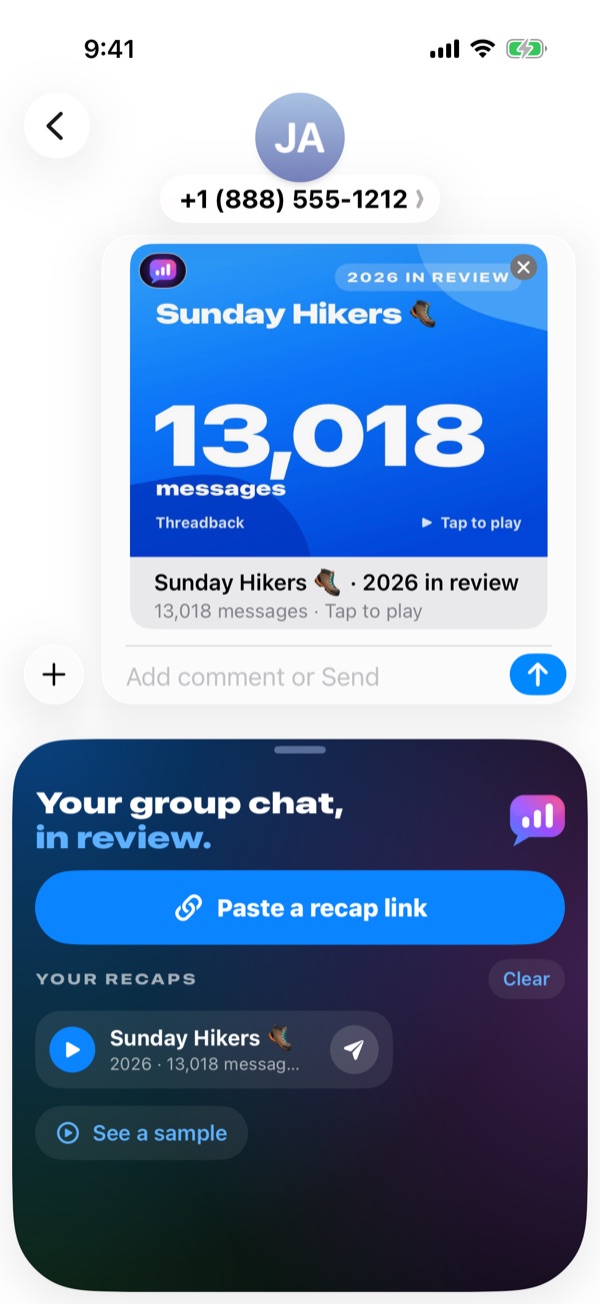 9:41
JA
+1 (888) 555-1212
2026 IN REVIEW
Sunday Hikers 🥾
13,018
messages
Threadback
Tap to play
Sunday Hikers 🥾 · 2026 in review
13,018 messages · Tap to play
Add comment or Send
Your group chat,
in review.
Paste a recap link
YOUR RECAPS
Clear
Sunday Hikers 🥾
2026 · 13,018 messag...
See a sample